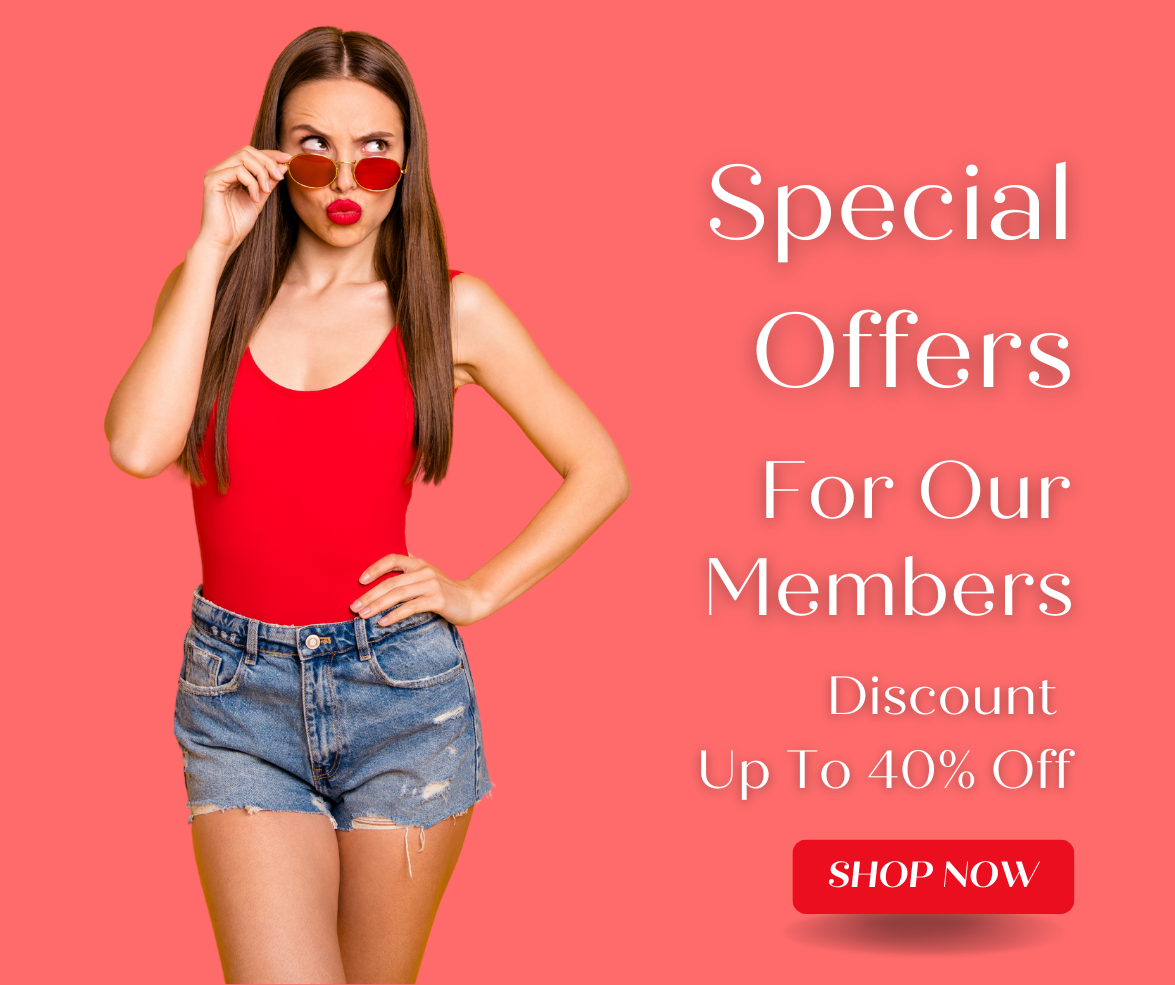 Special
Offers
For Our
Members
Discount
Up To 40% Off
SHOP NOW